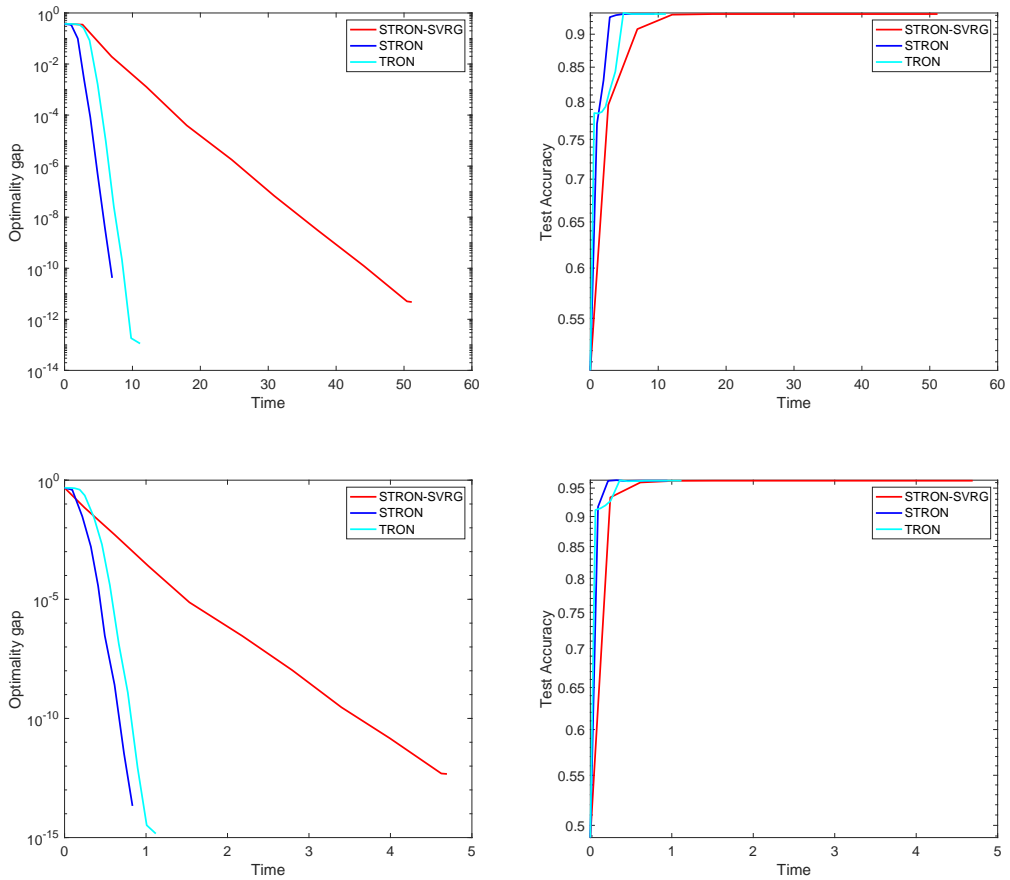 10^0
10^-2
10^-4
10^-6
10^-8
10^-10
10^-12
10^-14
Optimality gap
0 10 20 30 40 50 60
Time
STRON-SVRG
STRON
TRON
0.9
0.85
0.8
0.75
0.7
0.65
0.6
0.55
Test Accuracy
0 10 20 30 40 50 60
Time
STRON-SVRG
STRON
TRON
10^0
10^-5
10^-10
10^-15
Optimality gap
0 1 2 3 4 5
Time
STRON-SVRG
STRON
TRON
0.95
0.9
0.85
0.8
0.75
0.7
0.65
0.6
0.55
0.5
Test Accuracy
0 1 2 3 4 5
Time
STRON-SVRG
STRON
TRON